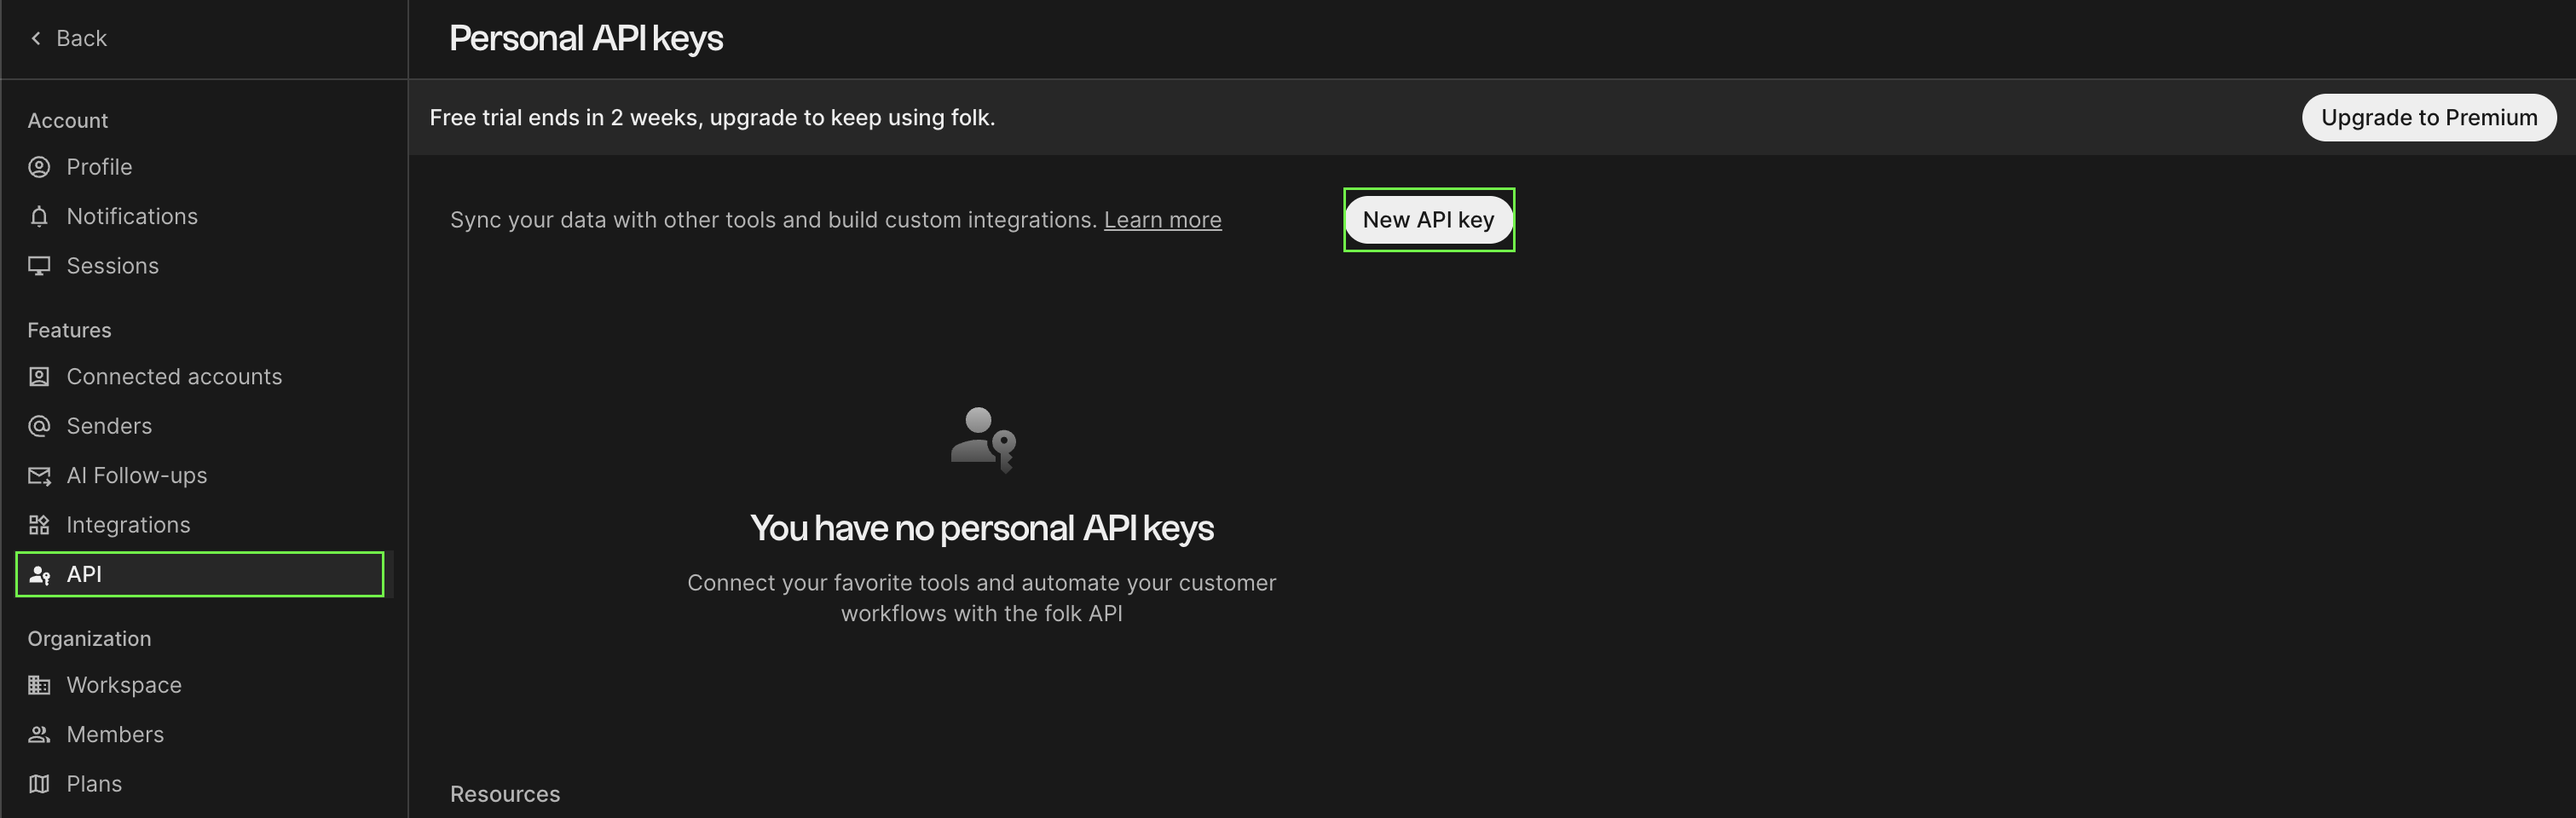 Back
Personal API keys
Account
Profile
Notifications
Sessions
Features
Connected accounts
Senders
AI Follow-ups
Integrations
API
Organization
Workspace
Members
Plans
Free trial ends in 2 weeks, upgrade to keep using folk.
Upgrade to Premium
Sync your data with other tools and build custom integrations. Learn more
New API key
You have no personal API keys
Connect your favorite tools and automate your customer
workflows with the folk API
Resources